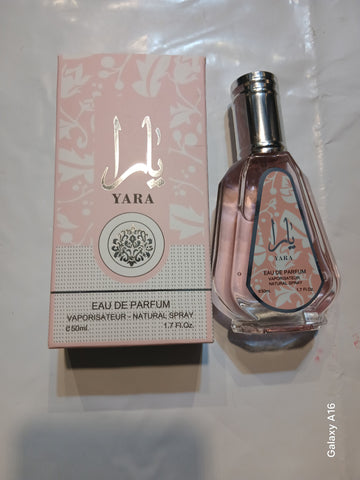 يارا
YARA
EAU DE PARFUM
VAPORISATEUR - NATURAL SPRAY
℮50ml. 1.7 Fl.Oz.
يارا
YARA
EAU DE PARFUM
VAPORISATEUR
NATURAL SPRAY
℮50ml 1.7 Fl.Oz.
Galaxy A16